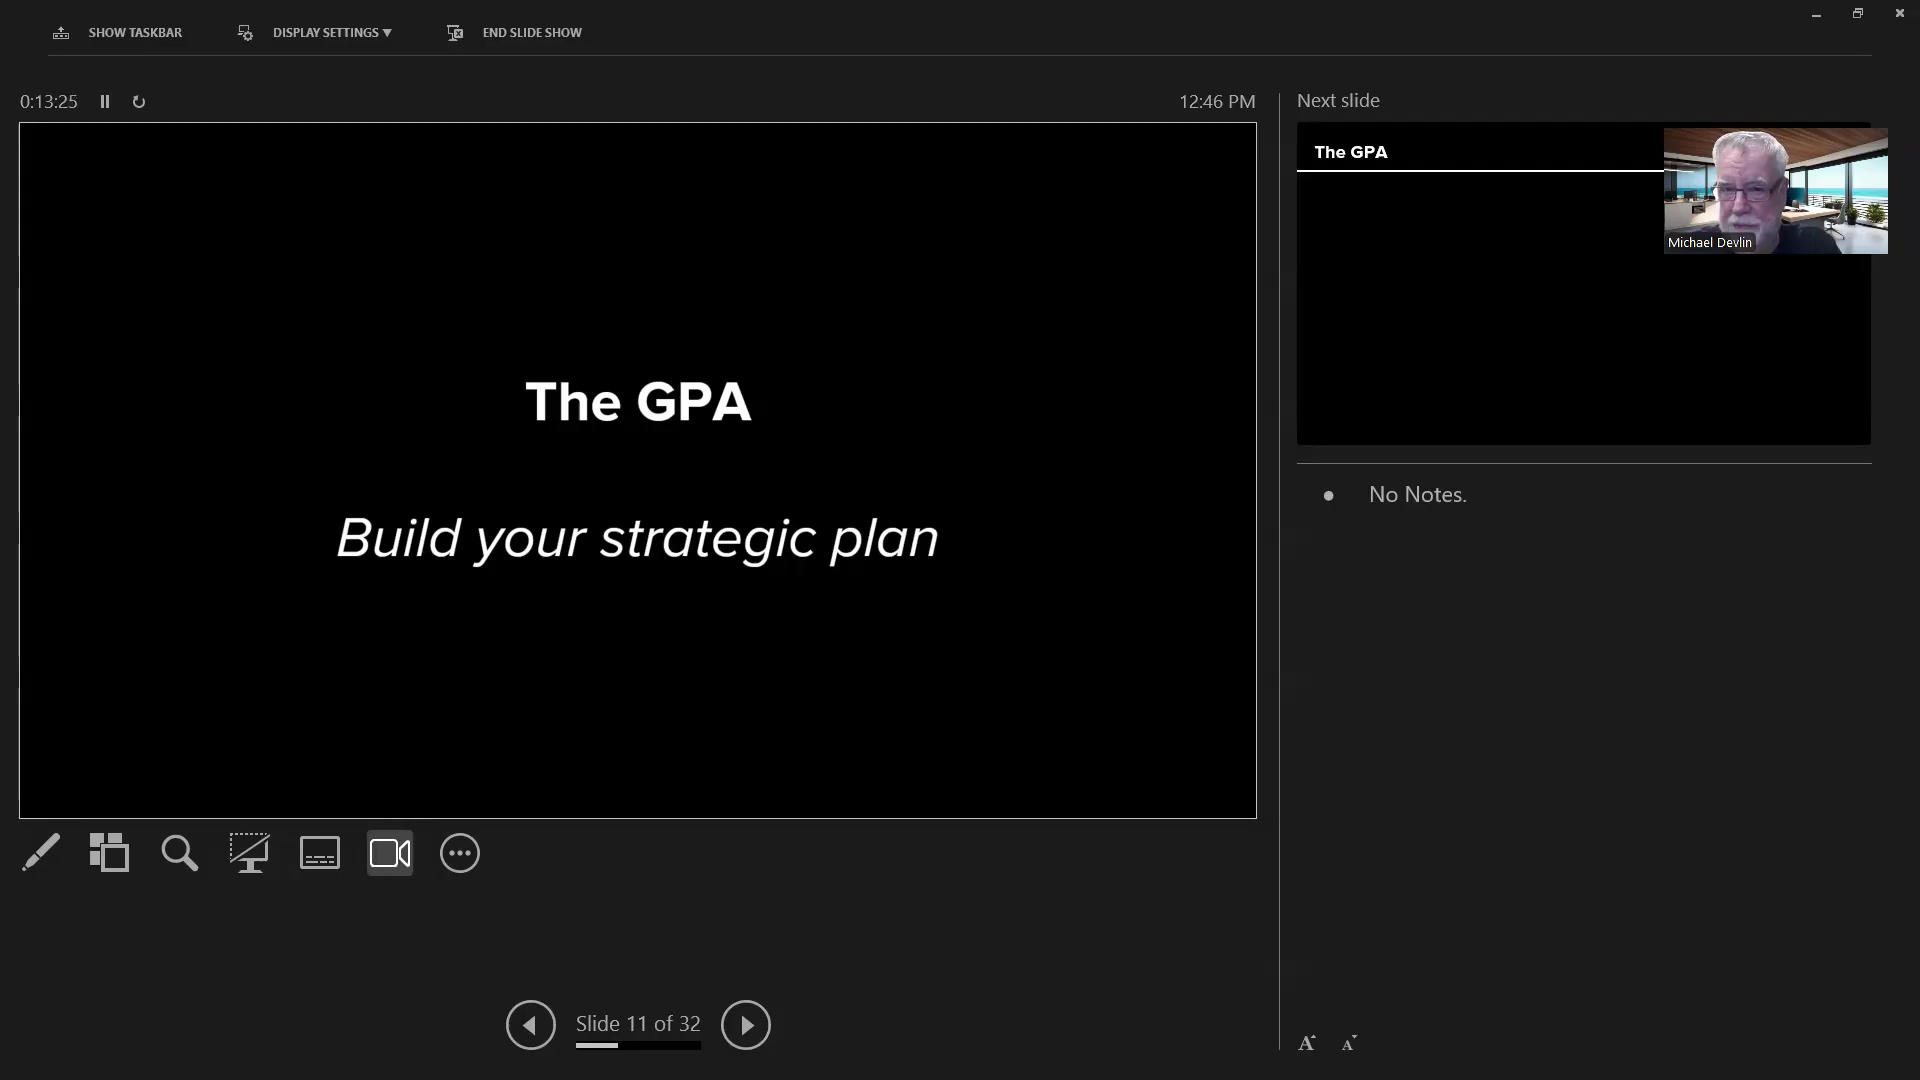 SHOW TASKBAR
DISPLAY SETTINGS ▼
END SLIDE SHOW
0:13:25
12:46 PM
The GPA
Build your strategic plan
Slide 11 of 32
Next slide
The GPA
Michael Devlin
• No Notes.
A A